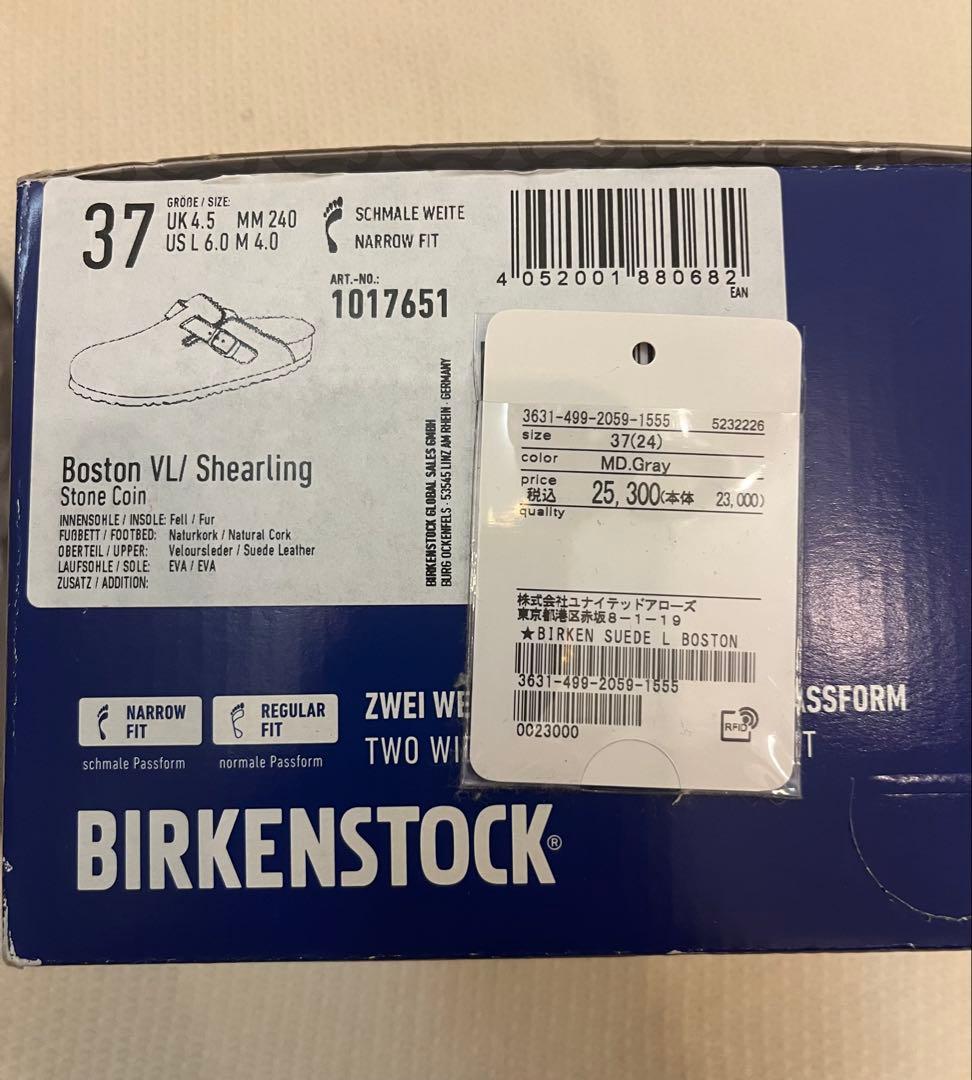 37
GRÖßE / SIZE:
UK 4.5 MM 240
US L 6.0 M 4.0
SCHMALE WEITE
NARROW FIT
ART.-NO.:
1017651
4 052001 880682
EAN
Boston VL/ Shearling
Stone Coin
INNENSOHLE / INSOLE: Fell / Fur
FUßBETT / FOOTBED: Naturkork / Natural Cork
OBERTEIL / UPPER: Veloursleder / Suede Leather
LAUFSOHLE / SOLE: EVA / EVA
ZUSATZ / ADDITION:
BIRKENSTOCK GLOBAL SALES GMBH
BURG OCKENFELS · 53545 LINZ AM RHEIN · GERMANY
3631-499-2059-1555 5232226
size 37(24)
color MD.Gray
price
税込 25,300(本体 23,000)
quality
株式会社ユナイテッドアローズ
東京都港区赤坂8-1-19
★BIRKEN SUEDE L BOSTON
3631-499-2059-1555
0023000
RFID
NARROW FIT
schmale Passform
REGULAR FIT
normale Passform
ZWEI WE
ASSFORM
TWO WI
T
BIRKENSTOCK®